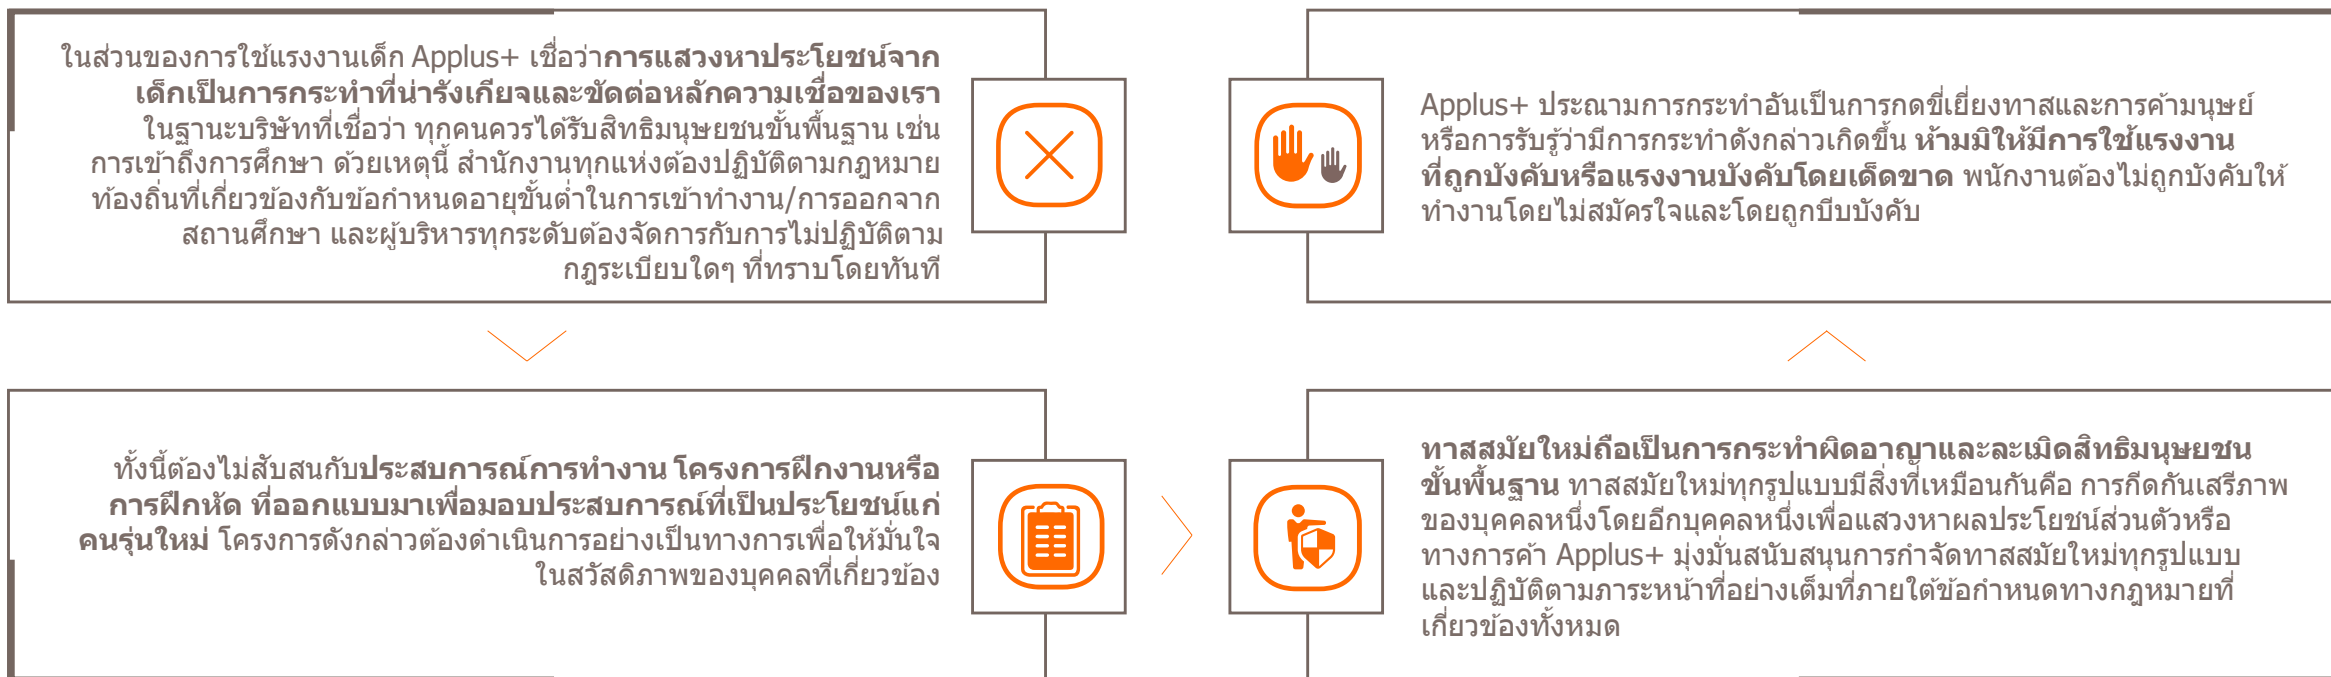 ในส่วนของการใช้แรงงานเด็ก Applus+ เชื่อว่าการแสวงหาประโยชน์จาก
เด็กเป็นการกระทำที่น่ารังเกียจและขัดต่อหลักความเชื่อของเรา
ในฐานะบริษัทที่เชื่อว่า ทุกคนควรได้รับสิทธิมนุษยชนขั้นพื้นฐาน เช่น
การเข้าถึงการศึกษา ด้วยเหตุนี้ สำนักงานทุกแห่งต้องปฏิบัติตามกฎหมาย
ท้องถิ่นที่เกี่ยวข้องกับข้อกำหนดอายุขั้นต่ำในการเข้าทำงาน/การออกจาก
สถานศึกษา และผู้บริหารทุกระดับต้องจัดการกับการไม่ปฏิบัติตาม
กฎระเบียบใดๆ ที่ทราบโดยทันที
ทั้งนี้ต้องไม่สับสนกับประสบการณ์การทำงาน โครงการฝึกงานหรือ
การฝึกหัด ที่ออกแบบมาเพื่อมอบประสบการณ์ที่เป็นประโยชน์แก่
คนรุ่นใหม่ โครงการดังกล่าวต้องดำเนินการอย่างเป็นทางการเพื่อให้มั่นใจ
ในสวัสดิภาพของบุคคลที่เกี่ยวข้อง
ทาสสมัยใหม่ถือเป็นการกระทำผิดอาญาและละเมิดสิทธิมนุษยชน
ขั้นพื้นฐาน ทาสสมัยใหม่ทุกรูปแบบมีสิ่งที่เหมือนกันคือ การกีดกันเสรีภาพ
ของบุคคลหนึ่งโดยอีกบุคคลหนึ่งเพื่อแสวงหาผลประโยชน์ส่วนตัวหรือ
ทางการค้า Applus+ มุ่งมั่นสนับสนุนการกำจัดทาสสมัยใหม่ทุกรูปแบบ
และปฏิบัติตามภาระหน้าที่อย่างเต็มที่ภายใต้ข้อกำหนดทางกฎหมายที่
เกี่ยวข้องทั้งหมด
Applus+ ประณามการกระทำอันเป็นการกดขี่เยี่ยงทาสและการค้ามนุษย์
หรือการรับรู้ว่ามีการกระทำดังกล่าวเกิดขึ้น ห้ามมิให้มีการใช้แรงงาน
ที่ถูกบังคับหรือแรงงานบังคับโดยเด็ดขาด พนักงานต้องไม่ถูกบังคับให้
ทำงานโดยไม่สมัครใจและโดยถูกบีบบังคับ